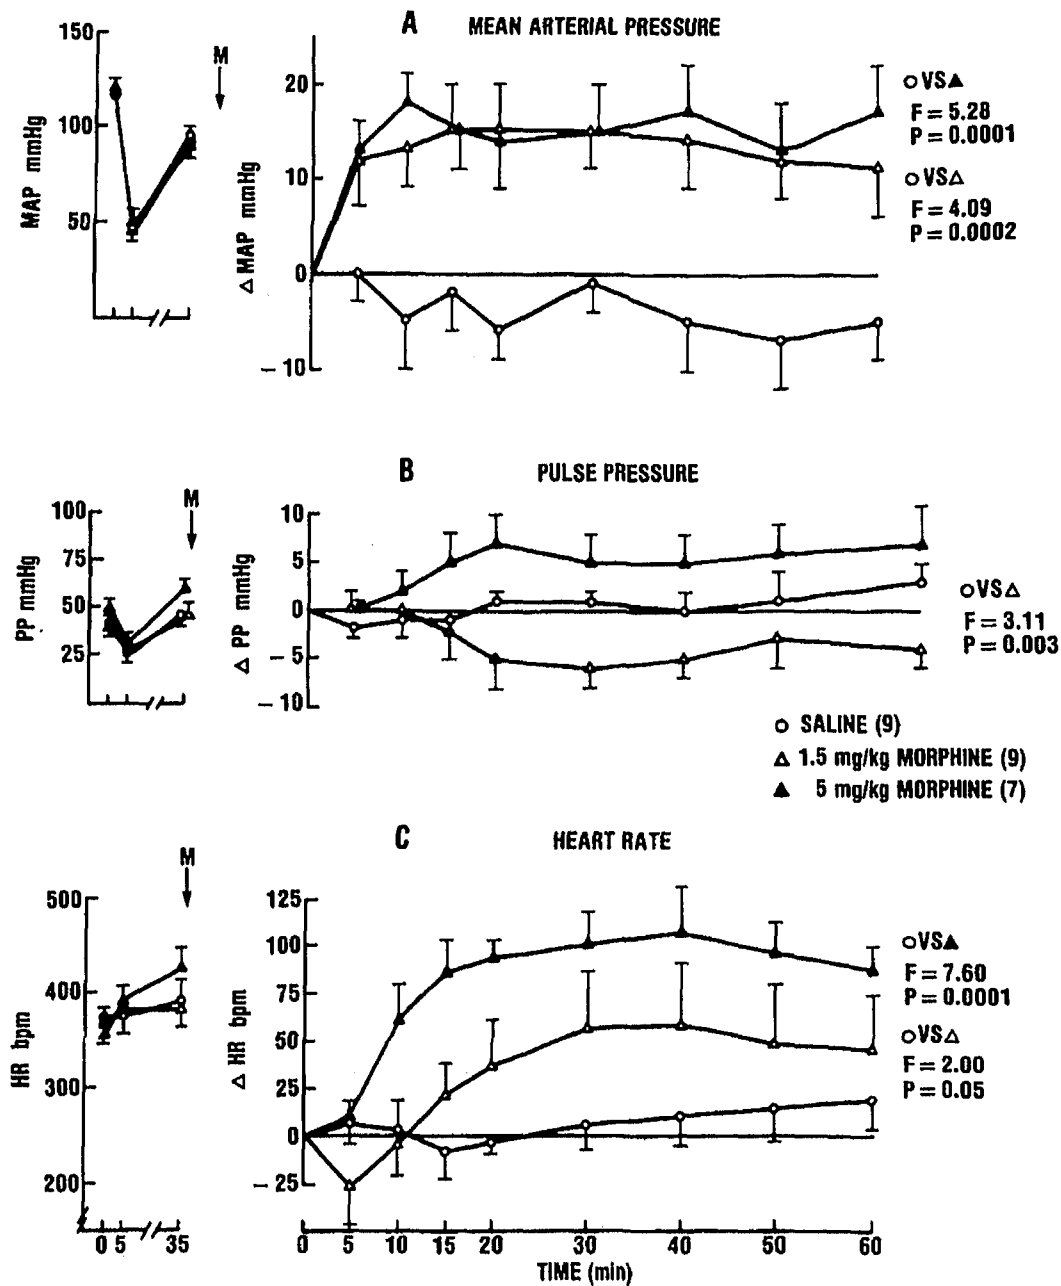 A MEAN ARTERIAL PRESSURE
150
100
50
MAP mmHg
M
20
10
0
– 10
Δ MAP mmHg
○ VS ▲
F = 5.28
P = 0.0001
○ VS △
F = 4.09
P = 0.0002
B PULSE PRESSURE
100
75
50
25
PP mmHg
M
10
5
0
– 5
– 10
Δ PP mmHg
○ VS △
F = 3.11
P = 0.003
○ SALINE (9)
△ 1.5 mg/kg MORPHINE (9)
▲ 5 mg/kg MORPHINE (7)
C HEART RATE
500
400
300
200
HR bpm
M
0 5 35
125
100
75
50
25
0
– 25
Δ HR bpm
○ VS ▲
F = 7.60
P = 0.0001
○ VS △
F = 2.00
P = 0.05
0 5 10 15 20 30 40 50 60
TIME (min)